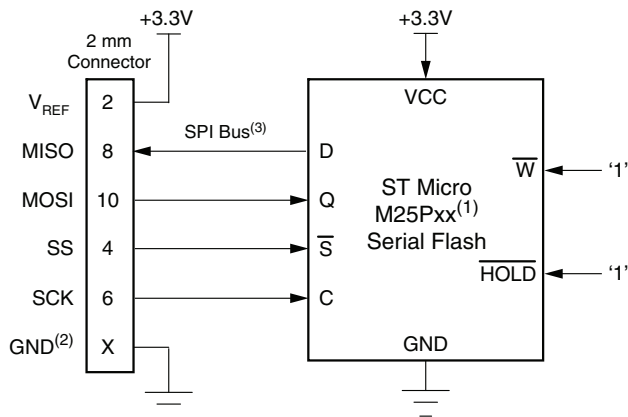 +3.3V
+3.3V
2 mm
Connector
VCC
VREF 2
SPI Bus(3)
MISO 8 D
W '1'
MOSI 10 Q
ST Micro
M25Pxx(1)
Serial Flash
SS 4 S
HOLD '1'
SCK 6 C
GND(2) X GND